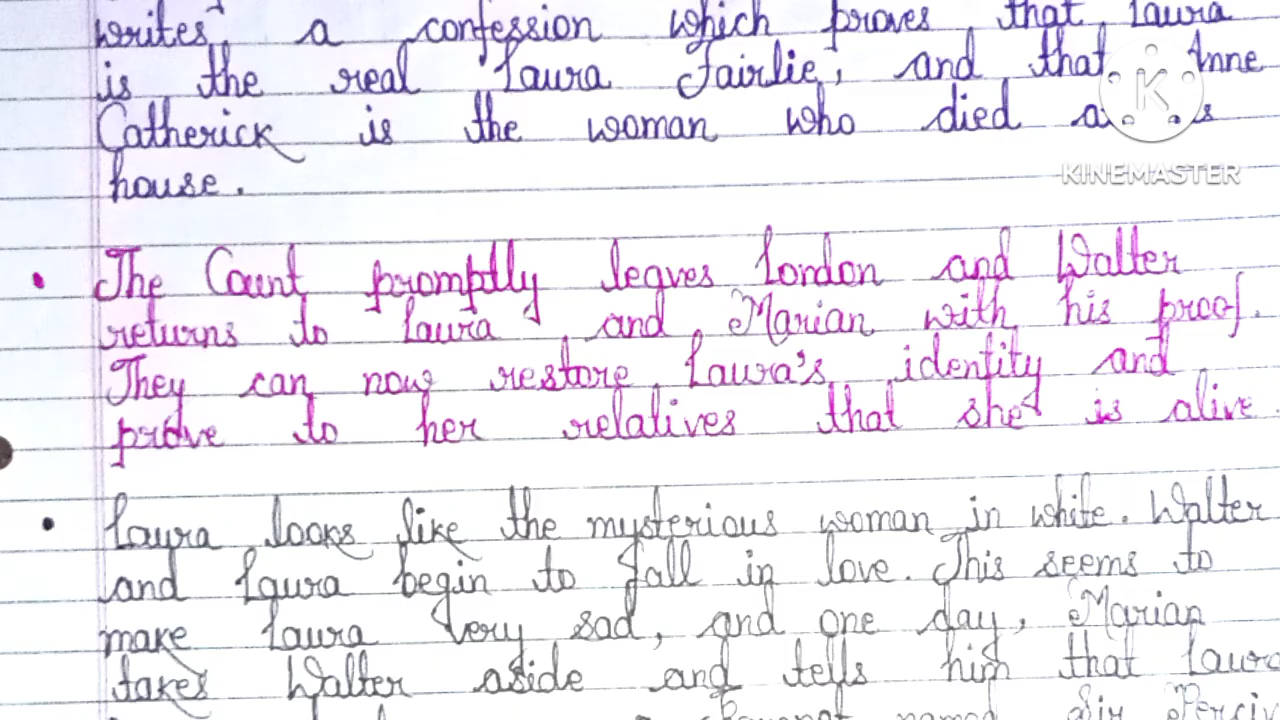 writes a confession which proves that Laura
is the real Laura Fairlie, and that Anne
Catherick is the woman who died
house.
K
KINEMASTER
The Count promptly leaves London and Walter
returns to Laura and Marian with his proof.
They can now restore Laura's identity and
prove to her relatives that she is alive.
Laura looks like the mysterious woman in white. Walter
and Laura begin to fall in love. This seems to
make Laura very sad, and one day, Marian
takes Walter aside and tells him that Laura
named Sir